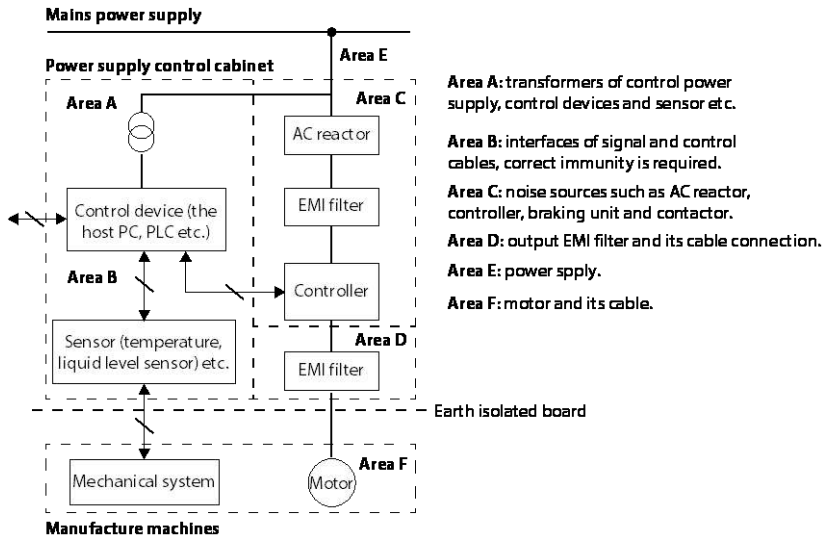 Mains power supply
Area E
Power supply control cabinet
Area A
Area C
AC reactor
EMI filter
Control device (the
host PC, PLC etc.)
Area B
Controller
Sensor (temperature,
liquid level sensor) etc.
Area D
EMI filter
Earth isolated board
Area F
Mechanical system
Motor
Manufacture machines
Area A: transformers of control power
supply, control devices and sensor etc.
Area B: interfaces of signal and control
cables, correct immunity is required.
Area C: noise sources such as AC reactor,
controller, braking unit and contactor.
Area D: output EMI filter and its cable connection.
Area E: power spply.
Area F: motor and its cable.